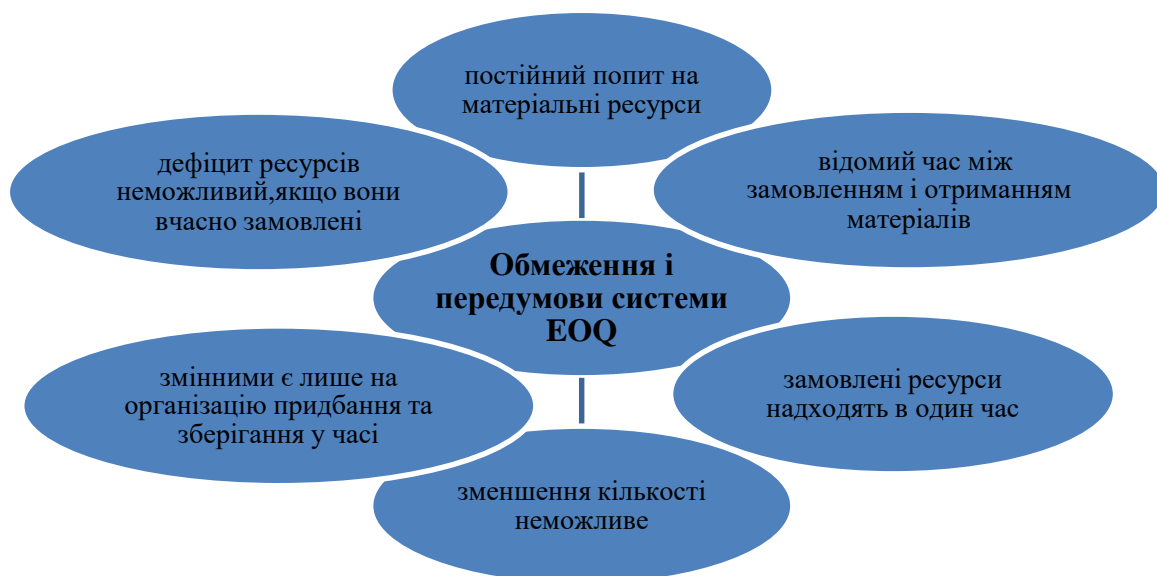 постійний попит на
матеріальні ресурси
відомий час між
замовленням і отриманням
матеріалів
замовлені ресурси
надходять в один час
зменшення кількості
неможливе
змінними є лише на
організацію придбання та
зберігання у часі
дефіцит ресурсів
неможливий,якщо вони
вчасно замовлені
Обмеження і
передумови системи
EOQ